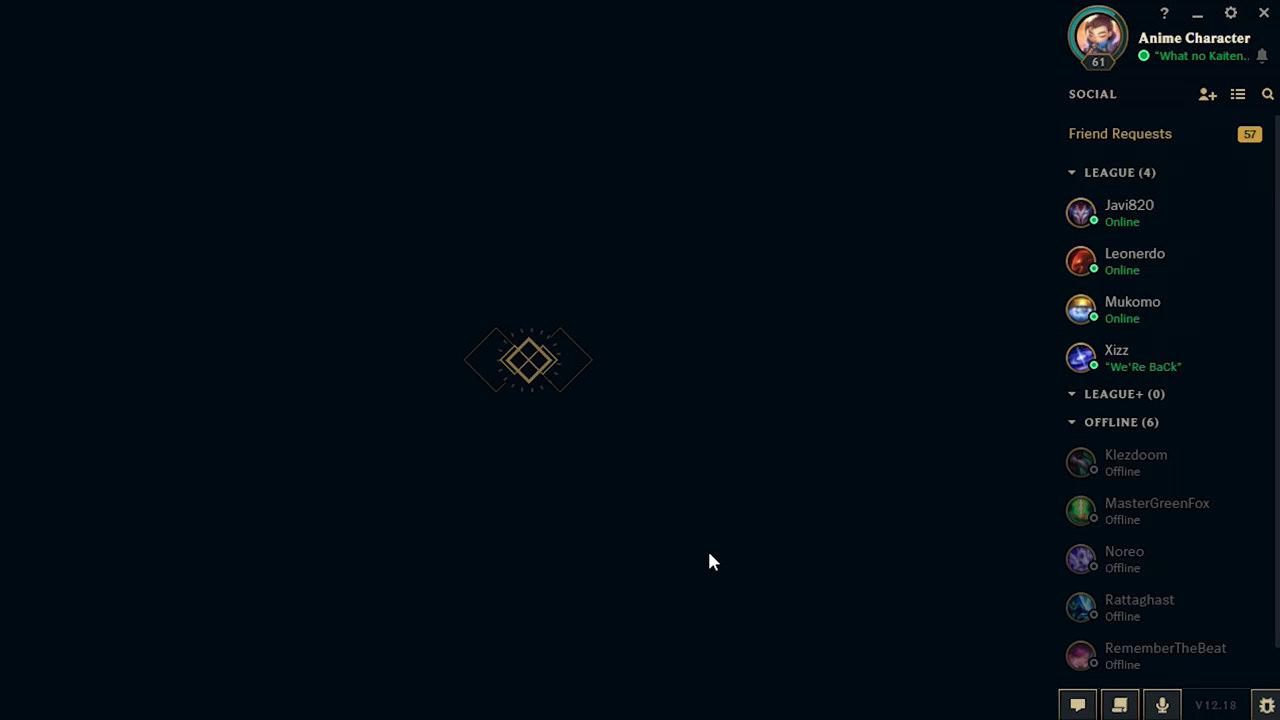 Anime Character
61
"What no Kaiten..
SOCIAL
Friend Requests
57
LEAGUE (4)
Javi820
Online
Leonerdo
Online
Mukomo
Online
Xizz
"We'Re BaCk"
LEAGUE+ (0)
OFFLINE (6)
Klezdoom
Offline
MasterGreenFox
Offline
Noreo
Offline
Rattaghast
Offline
RememberTheBeat
Offline
V12.18